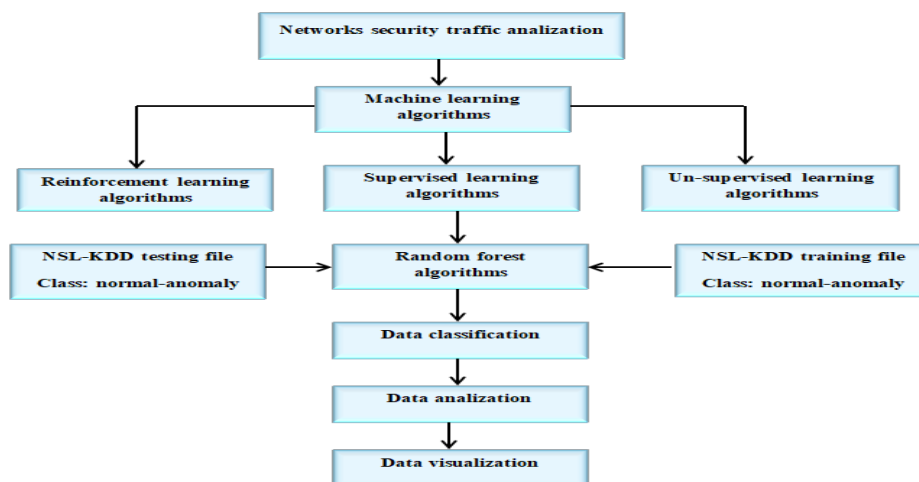 Networks security traffic analization
Machine learning
algorithms
Reinforcement learning
algorithms
Supervised learning
algorithms
Un-supervised learning
algorithms
NSL-KDD testing file
Class: normal-anomaly
Random forest
algorithms
NSL-KDD training file
Class: normal-anomaly
Data classification
Data analization
Data visualization